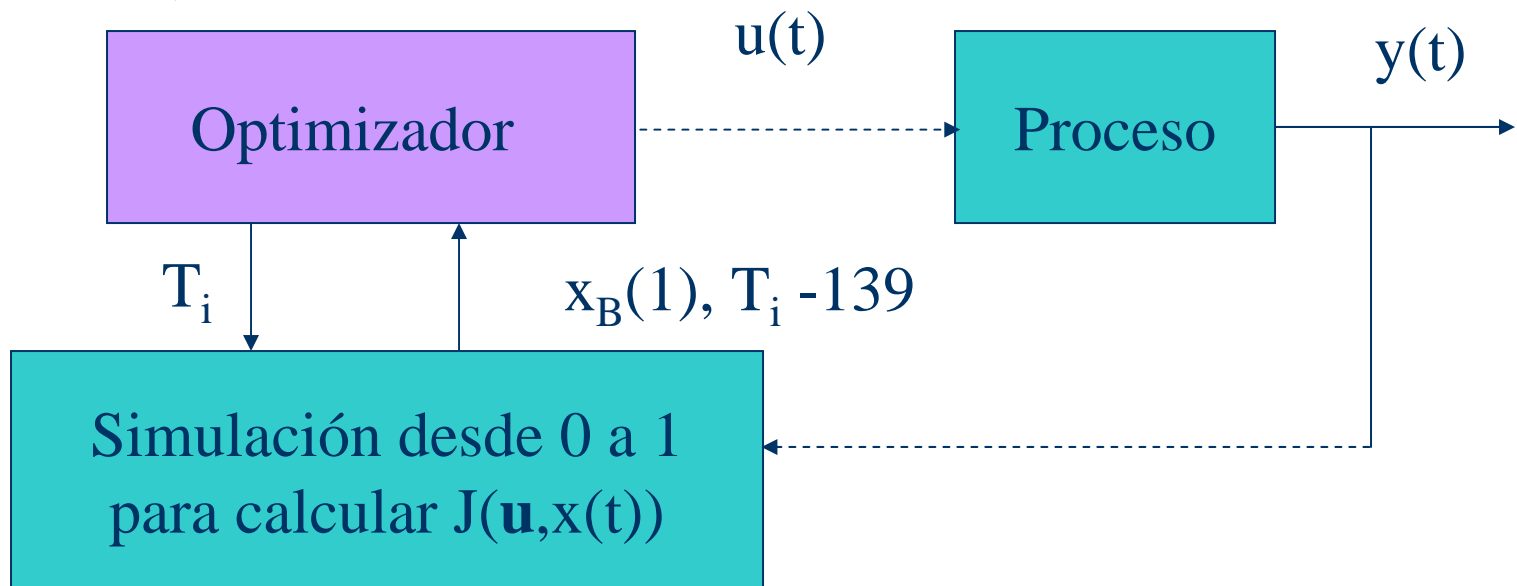 u(t)
y(t)
Optimizador
Proceso
T_i
x_B(1), T_i -139
Simulación desde 0 a 1
para calcular J(u,x(t))